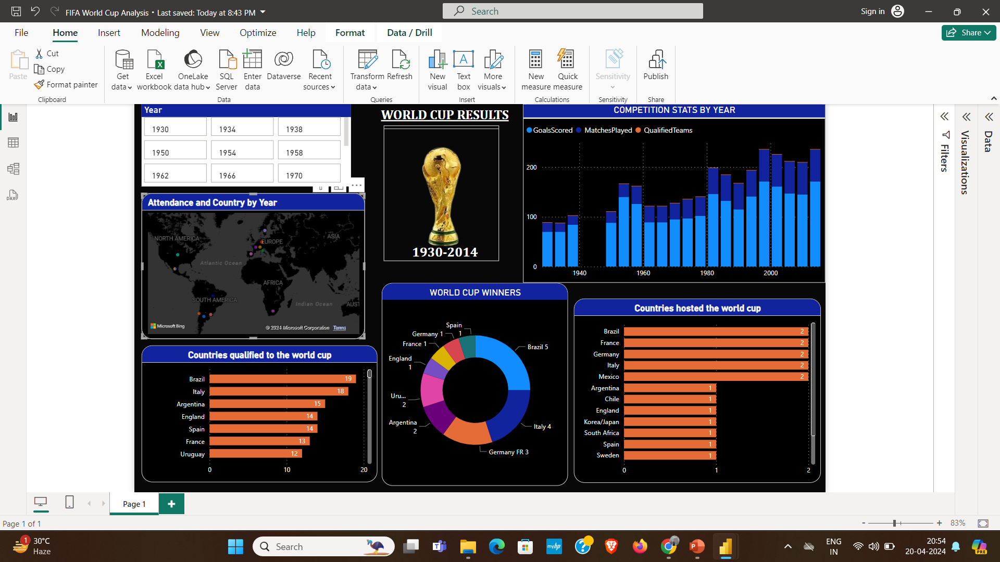 FIFA World Cup Analysis • Last saved: Today at 8:43 PM
Search
Sign in
File Home Insert Modeling View Optimize Help Format Data / Drill
Share
Paste
Cut
Copy
Format painter
Clipboard
Get data
Excel workbook
OneLake data hub
SQL Server
Enter data
Dataverse
Recent sources
Data
Transform data
Refresh
Queries
New visual
Text box
More visuals
Insert
New measure
Quick measure
Calculations
Sensitivity
Sensitivity
Publish
Share
DAX
Year
1930 1934 1938
1950 1954 1958
1962 1966 1970
Attendance and Country by Year
NORTH AMERICA
EUROPE
ASIA
Atlantic Ocean
AFRICA
SOUTH AMERICA
Indian Ocean
AUST
Microsoft Bing
© 2024 Microsoft Corporation Terms
Countries qualified to the world cup
Brazil 19
Italy 18
Argentina 15
England 14
Spain 14
France 13
Uruguay 12
0 10 20
WORLD CUP RESULTS
1930-2014
WORLD CUP WINNERS
Spain 1
Germany 1
France 1
England 1
Uru... 2
Argentina 2
Germany FR 3
Italy 4
Brazil 5
COMPETITION STATS BY YEAR
GoalsScored MatchesPlayed QualifiedTeams
200
100
0
1940 1960 1980 2000
Countries hosted the world cup
Brazil 2
France 2
Germany 2
Italy 2
Mexico 2
Argentina 1
Chile 1
England 1
Korea/Japan 1
South Africa 1
Spain 1
Sweden 1
0 1 2
Filters
Visualizations
Data
Page 1
Page 1 of 1
- + 83%
1
30°C
Haze
Search
myhp
PRE
ENG
IN
20:54
20-04-2024